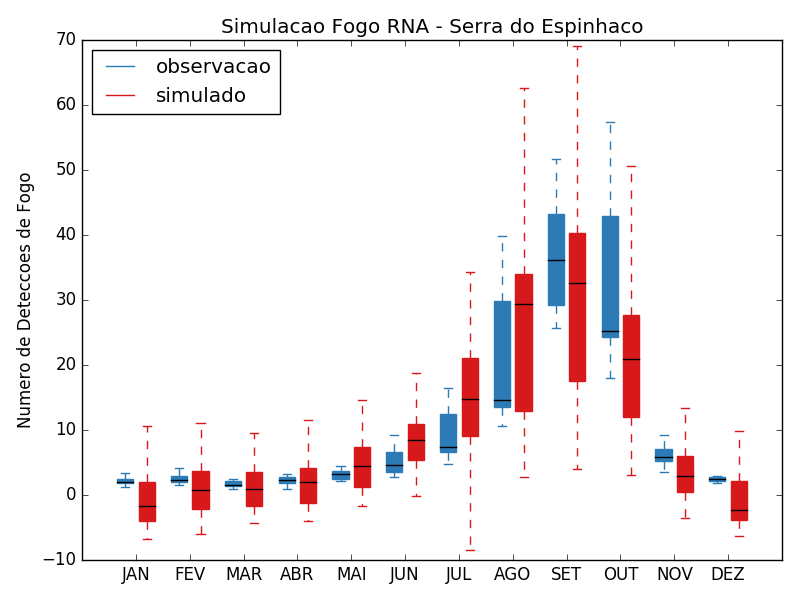 Simulacao Fogo RNA - Serra do Espinhaco
70
60
50
40
30
20
10
0
−10
Numero de Deteccoes de Fogo
observacao
simulado
JAN FEV MAR ABR MAI JUN JUL AGO SET OUT NOV DEZ